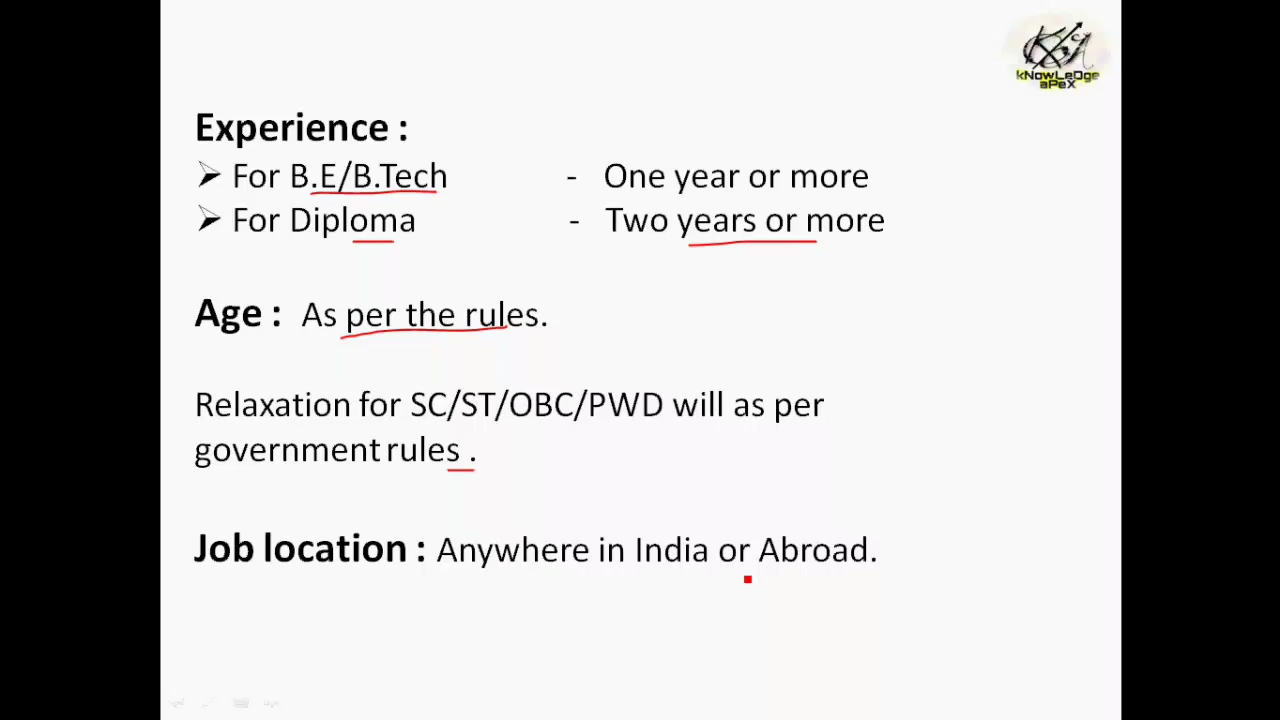 kNowLeDge
aPeX
Experience :
For B.E/B.Tech - One year or more
For Diploma - Two years or more
Age : As per the rules.
Relaxation for SC/ST/OBC/PWD will as per
government rules .
Job location : Anywhere in India or Abroad.